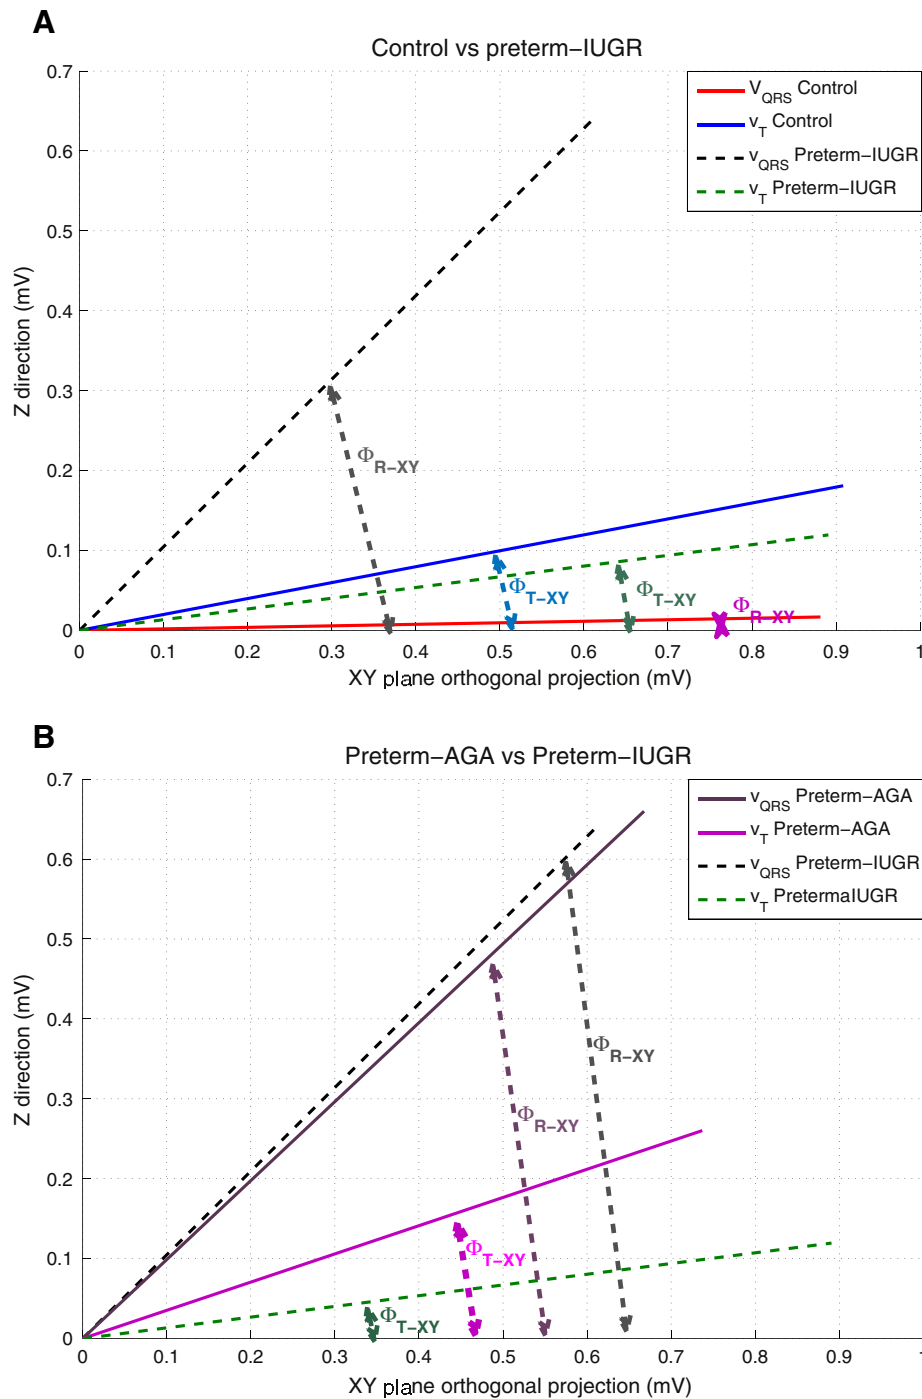 A
Control vs preterm−IUGR
0.7
0.6
0.5
0.4
0.3
0.2
0.1
0
Z direction (mV)
V_QRS Control
v_T Control
v_QRS Preterm−IUGR
v_T Preterm−IUGR
Φ_R−XY
Φ_T−XY
Φ_T−XY
Φ_R−XY
0 0.1 0.2 0.3 0.4 0.5 0.6 0.7 0.8 0.9 1
XY plane orthogonal projection (mV)
B
Preterm−AGA vs Preterm−IUGR
0.7
0.6
0.5
0.4
0.3
0.2
0.1
0
Z direction (mV)
v_QRS Preterm−AGA
v_T Preterm−AGA
v_QRS Preterm−IUGR
v_T PretermaIUGR
Φ_R−XY
Φ_R−XY
Φ_T−XY
Φ_T−XY
0 0.1 0.2 0.3 0.4 0.5 0.6 0.7 0.8 0.9 1
XY plane orthogonal projection (mV)